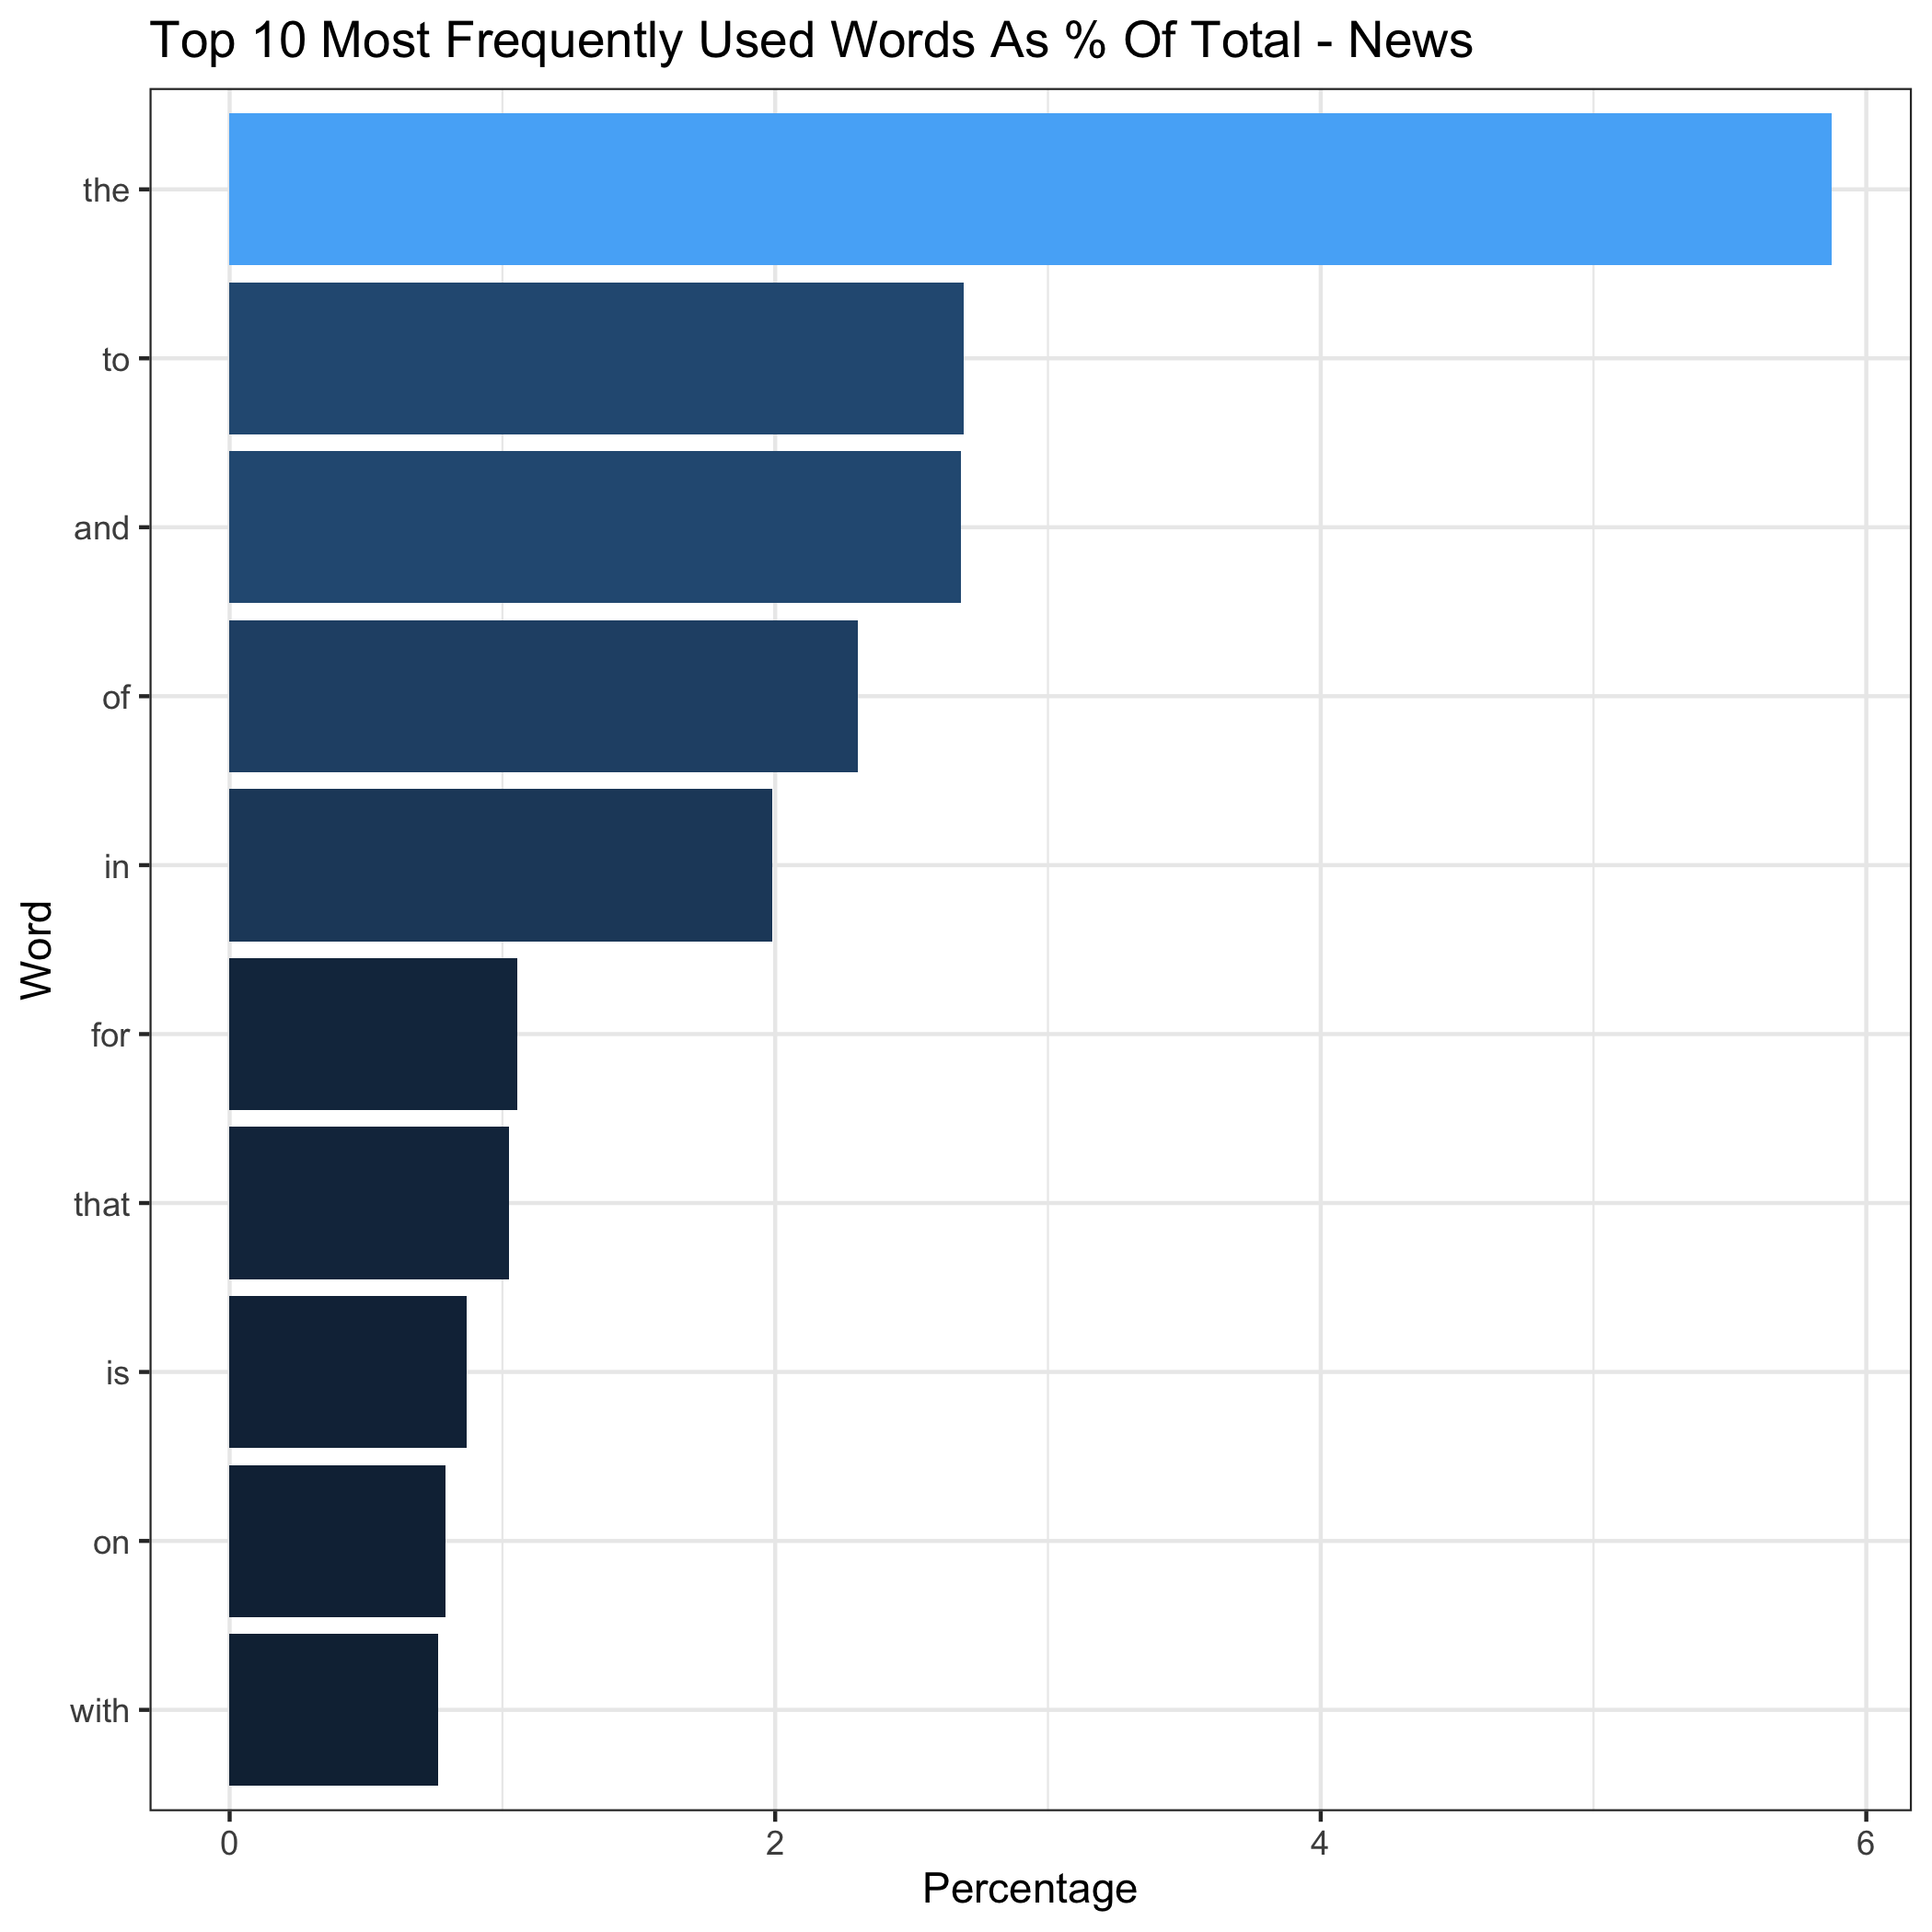 Top 10 Most Frequently Used Words As % Of Total - News
the
to
and
of
in
for
that
is
on
with
Word
0 2 4 6
Percentage